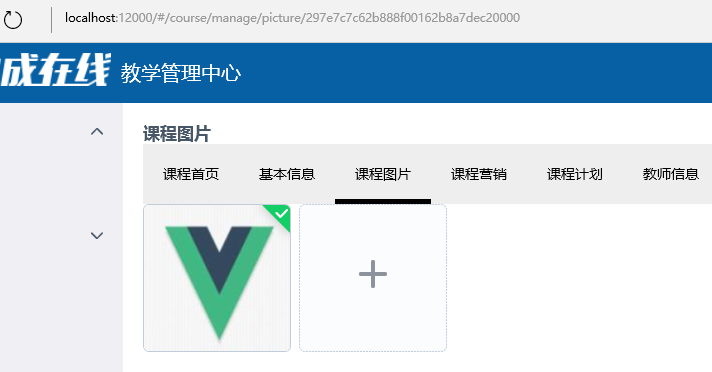 localhost:12000/#/course/manage/picture/297e7c7c62b888f00162b8a7dec20000
成在线 教学管理中心
课程图片
课程首页 基本信息 课程图片 课程营销 课程计划 教师信息